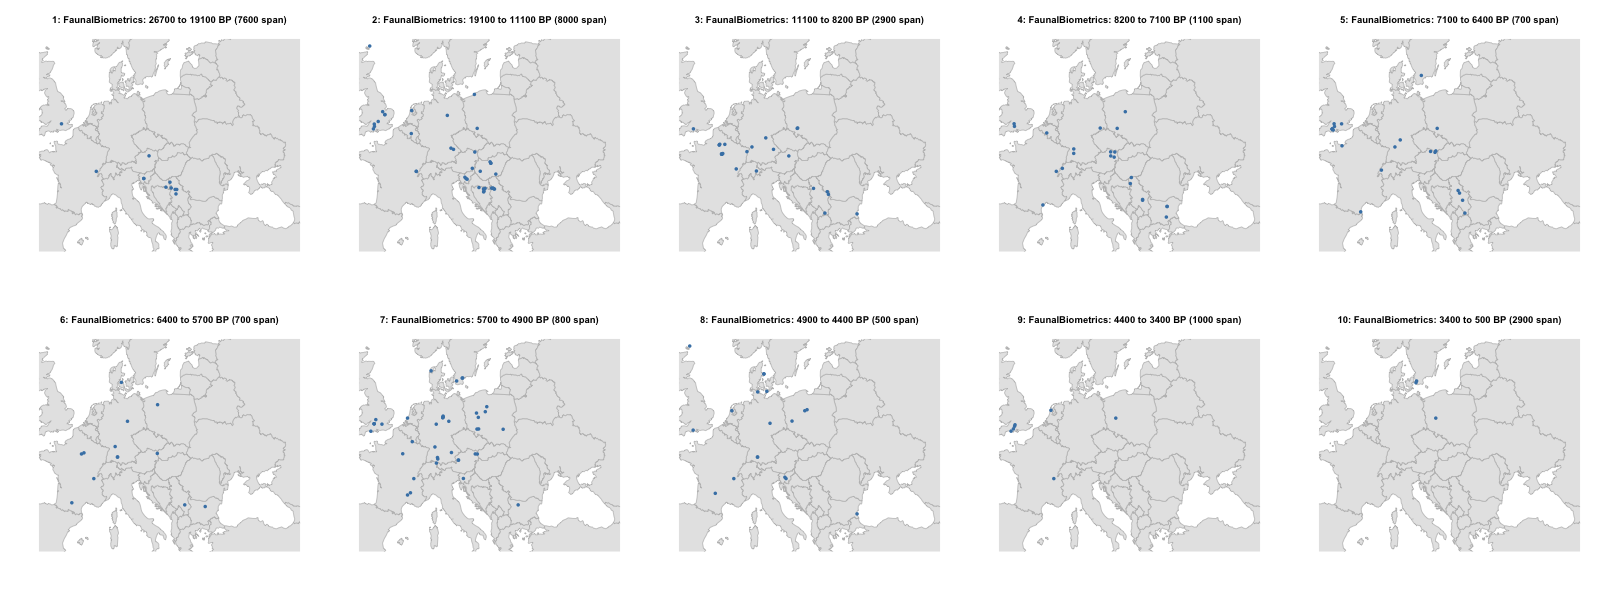 1: FaunalBiometrics: 26700 to 19100 BP (7600 span)
2: FaunalBiometrics: 19100 to 11100 BP (8000 span)
3: FaunalBiometrics: 11100 to 8200 BP (2900 span)
4: FaunalBiometrics: 8200 to 7100 BP (1100 span)
5: FaunalBiometrics: 7100 to 6400 BP (700 span)
6: FaunalBiometrics: 6400 to 5700 BP (700 span)
7: FaunalBiometrics: 5700 to 4900 BP (800 span)
8: FaunalBiometrics: 4900 to 4400 BP (500 span)
9: FaunalBiometrics: 4400 to 3400 BP (1000 span)
10: FaunalBiometrics: 3400 to 500 BP (2900 span)